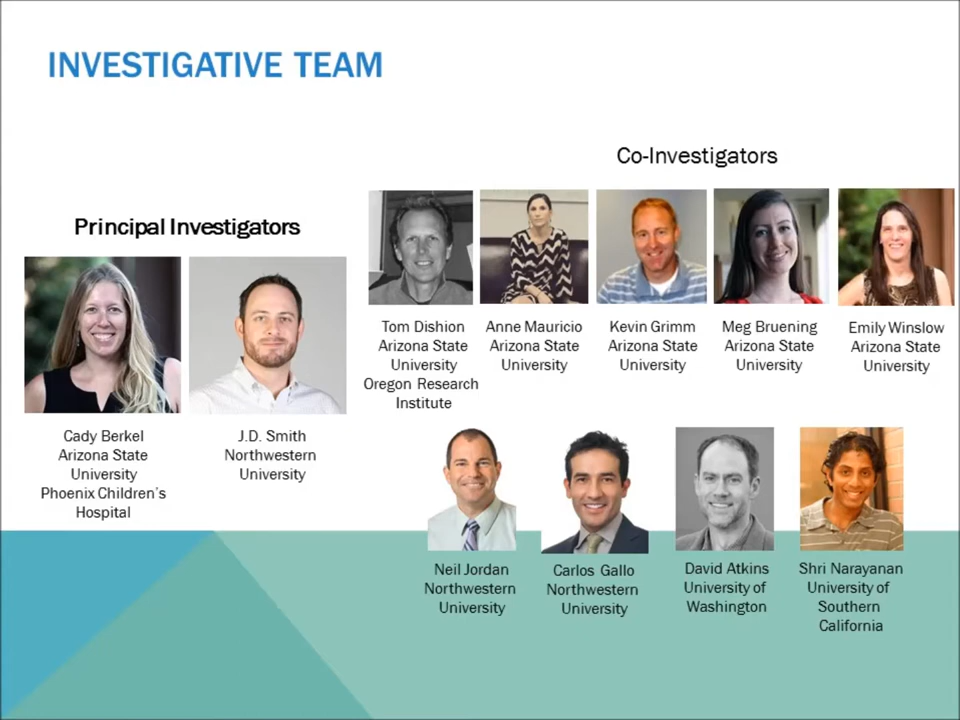 INVESTIGATIVE TEAM
Co-Investigators
Principal Investigators
Tom Dishion
Arizona State
University
Oregon Research
Institute
Anne Mauricio
Arizona State
University
Kevin Grimm
Arizona State
University
Meg Bruening
Arizona State
University
Emily Winslow
Arizona State
University
Cady Berkel
Arizona State
University
Phoenix Children's
Hospital
J.D. Smith
Northwestern
University
Neil Jordan
Northwestern
University
Carlos Gallo
Northwestern
University
David Atkins
University of
Washington
Shri Narayanan
University of
Southern
California